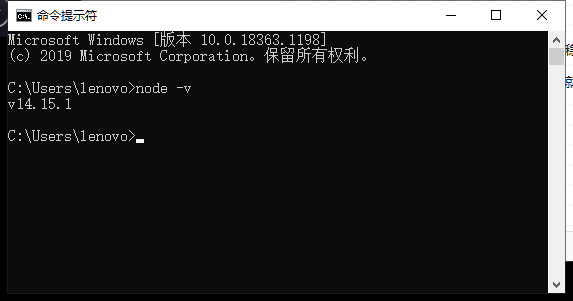 命令提示符
Microsoft Windows [版本 10.0.18363.1198]
(c) 2019 Microsoft Corporation。保留所有权利。
C:\Users\lenovo>node -v
v14.15.1
C:\Users\lenovo>